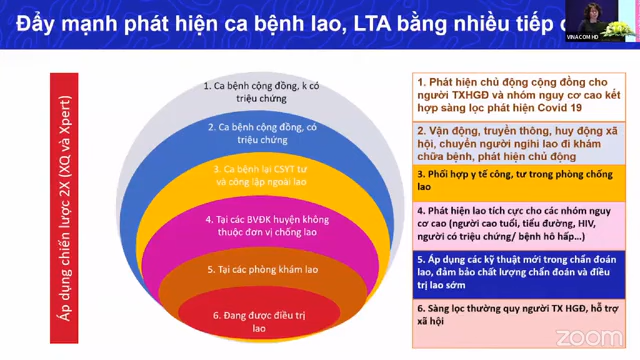 Đẩy mạnh phát hiện ca bệnh lao, LTA bằng nhiều tiếp
VINACOM HD
Áp dụng chiến lược 2X (XQ và Xpert)
1. Ca bệnh cộng đồng, k có
triệu chứng
2. Ca bệnh cộng đồng, có
triệu chứng
3. Ca bệnh lại CSYT tư
và công lập ngoài lao
4. Tại các BVĐK huyện không
thuộc đơn vị chống lao
5. Tại các phòng khám lao
6. Đang được điều trị
lao
1. Phát hiện chủ động cộng đồng cho
người TXHGĐ và nhóm nguy cơ cao kết
hợp sàng lọc phát hiện Covid 19
2. Vận động, truyền thông, huy động xã
hội, chuyển người ngihi lao đi khám
chữa bệnh, phát hiện chủ động
3. Phối hợp y tế công, tư trong phòng chống
lao
4. Phát hiện lao tích cực cho các nhóm nguy
cơ cao (người cao tuổi, tiểu đường, HIV,
người có triệu chứng/ bệnh hô hấp...)
5. Áp dụng các kỹ thuật mới trong chẩn đoán
lao, đảm bảo chất lượng chẩn đoán và điều
trị lao sớm
6. Sàng lọc thường quy người TX HGĐ, hỗ trợ
xã hội
zoom